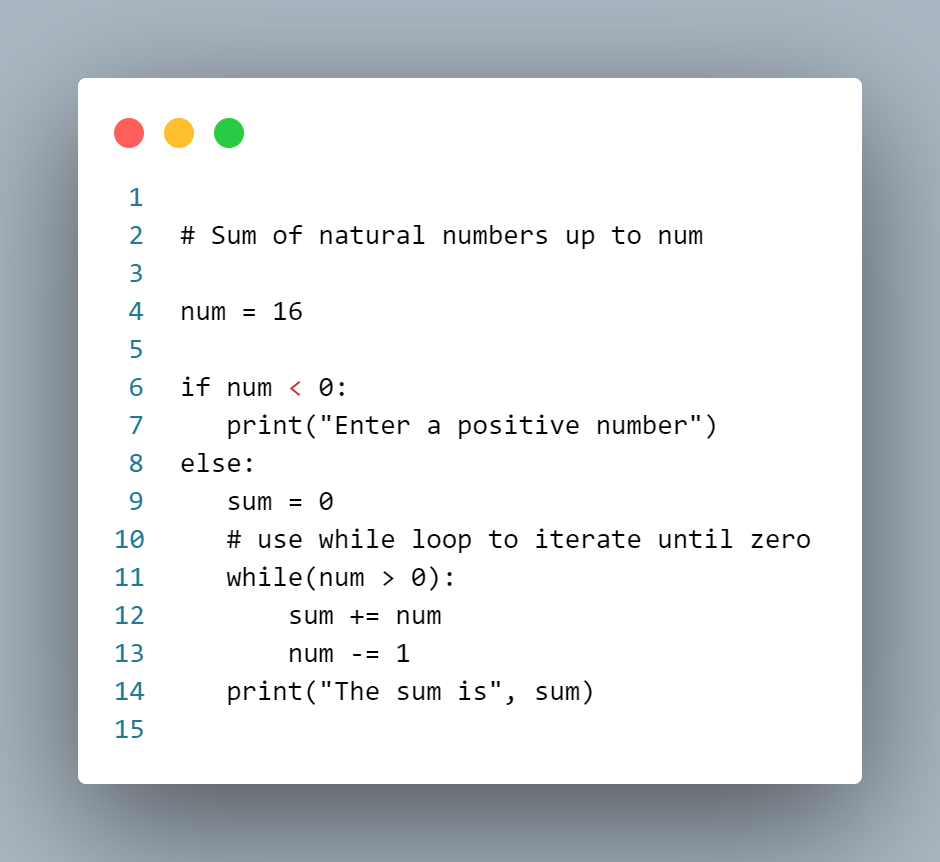 1
2 # Sum of natural numbers up to num
3
4 num = 16
5
6 if num < 0:
7    print("Enter a positive number")
8 else:
9    sum = 0
10    # use while loop to iterate until zero
11    while(num > 0):
12        sum += num
13        num -= 1
14    print("The sum is", sum)
15